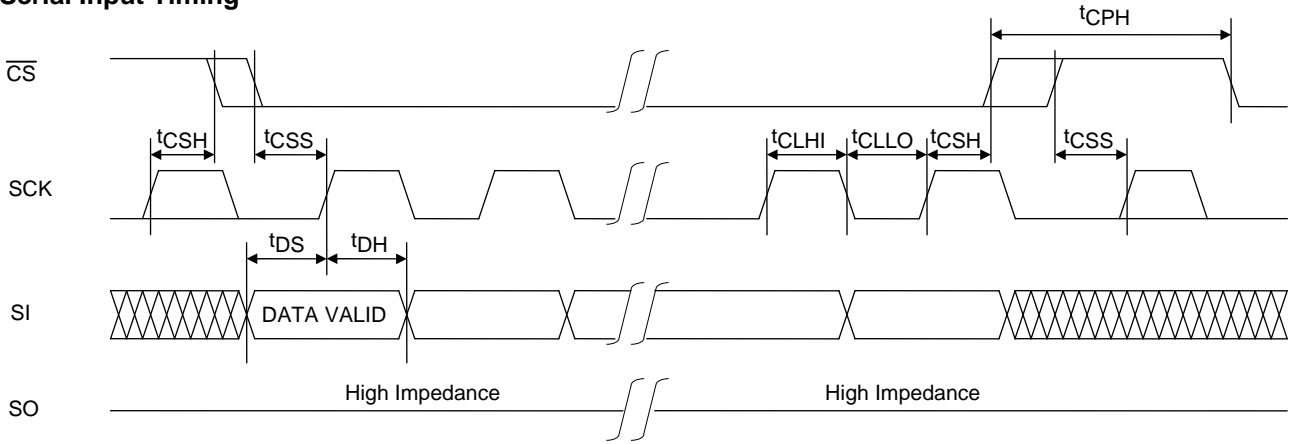 Serial Input Timing
tCPH
CS
tCSH
tCSS
tCLHI
tCLLO
tCSH
tCSS
SCK
tDS
tDH
SI
DATA VALID
High Impedance
High Impedance
SO